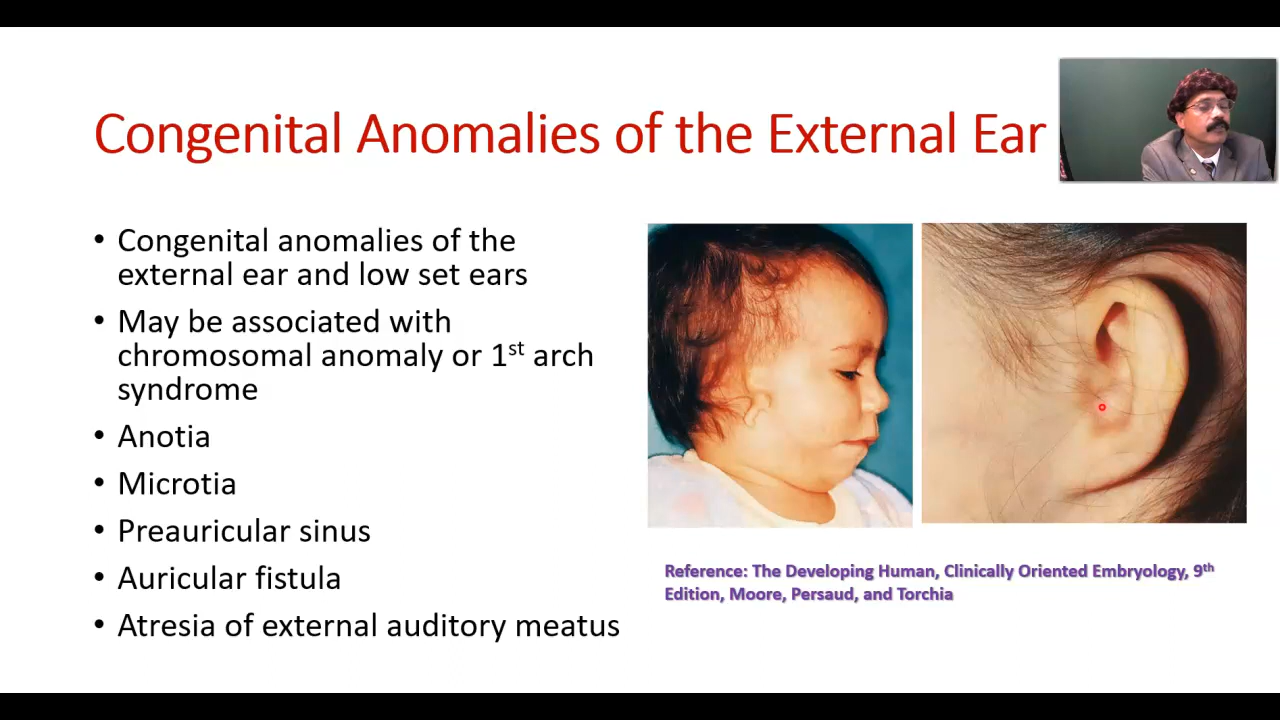 Congenital Anomalies of the External Ear
• Congenital anomalies of the
external ear and low set ears
• May be associated with
chromosomal anomaly or 1st arch
syndrome
• Anotia
• Microtia
• Preauricular sinus
• Auricular fistula
• Atresia of external auditory meatus
Reference: The Developing Human, Clinically Oriented Embryology, 9th
Edition, Moore, Persaud, and Torchia